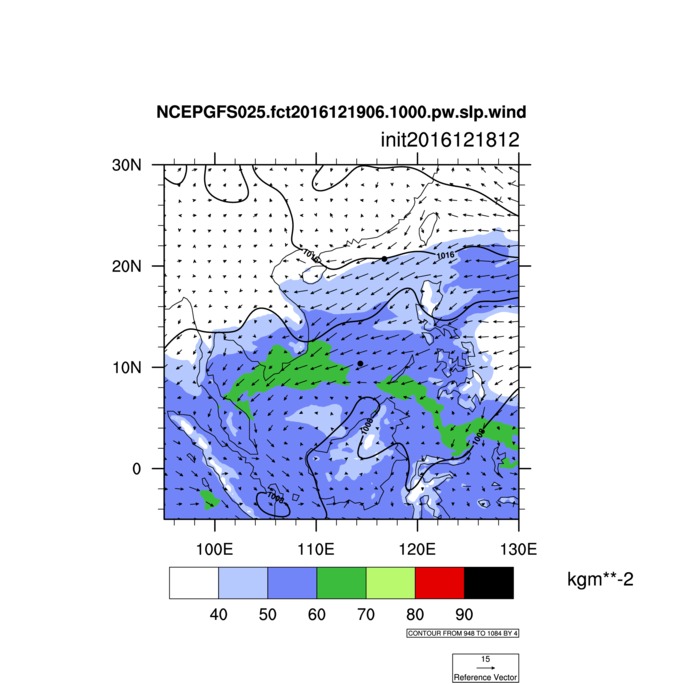 NCEPGFS025.fct2016121906.1000.pw.slp.wind
init2016121812
30N
20N
10N
0
1016
1016
1008
1008
1008
100E 110E 120E 130E
40 50 60 70 80 90
kgm**-2
CONTOUR FROM 948 TO 1084 BY 4
15
Reference Vector